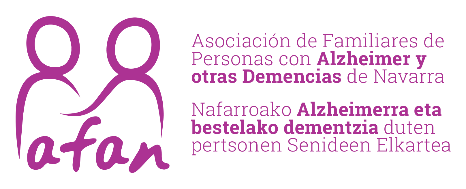 Asociación de Familiares de
Personas con Alzheimer y
otras Demencias de Navarra
Nafarroako Alzheimerra eta
bestelako dementzia duten
pertsonen Senideen Elkartea
afan